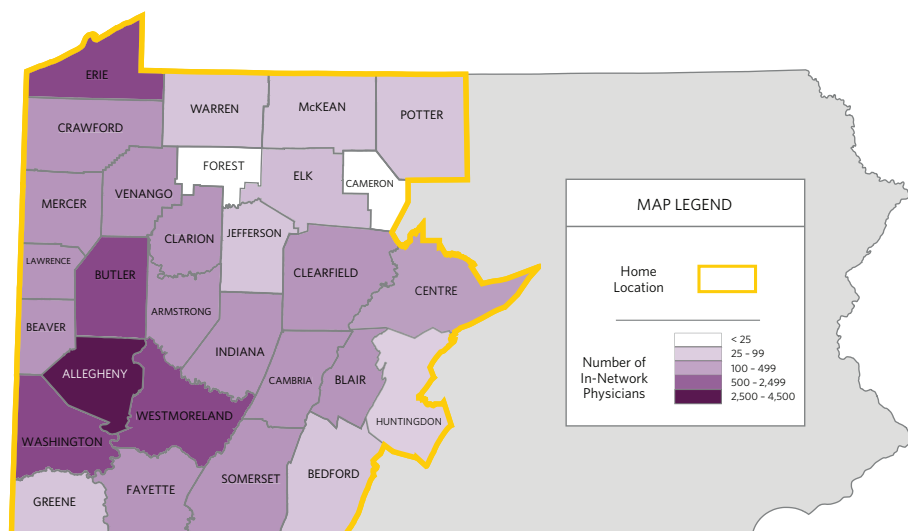 ERIE
WARREN
McKEAN
POTTER
CRAWFORD
FOREST
ELK
CAMERON
MERCER
VENANGO
CLARION
JEFFERSON
LAWRENCE
BUTLER
CLEARFIELD
CENTRE
BEAVER
ARMSTRONG
INDIANA
ALLEGHENY
CAMBRIA
BLAIR
WESTMORELAND
HUNTINGDON
WASHINGTON
SOMERSET
BEDFORD
FAYETTE
GREENE
MAP LEGEND
Home
Location
Number of
In-Network
Physicians
< 25
25 – 99
100 – 499
500 – 2,499
2,500 – 4,500